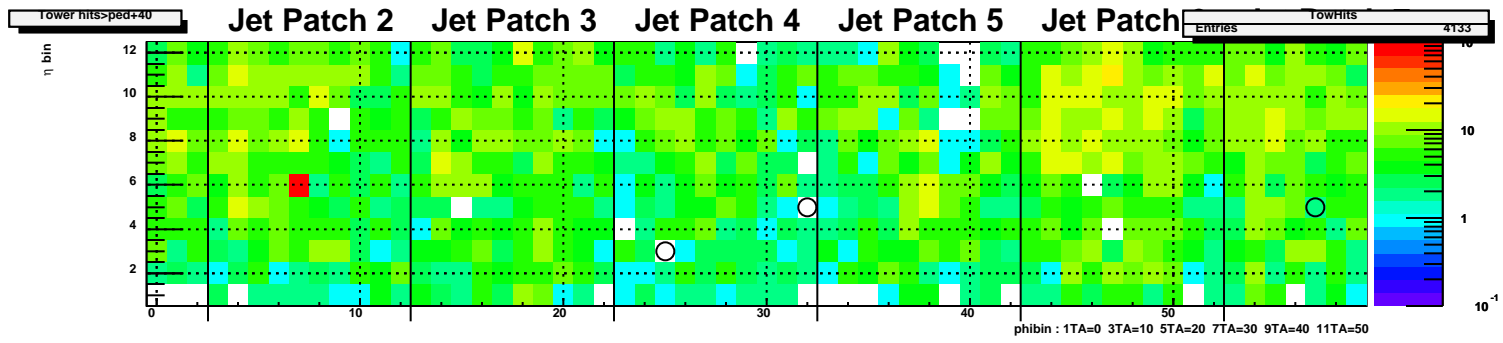 Tower hits>ped+40
Jet Patch 2 Jet Patch 3 Jet Patch 4 Jet Patch 5 Jet Patch
TowHits
Entries 4133
η bin
12
10
8
6
4
2
0 10 20 30 40 50
10
1
10⁻¹
phibin : 1TA=0 3TA=10 5TA=20 7TA=30 9TA=40 11TA=50